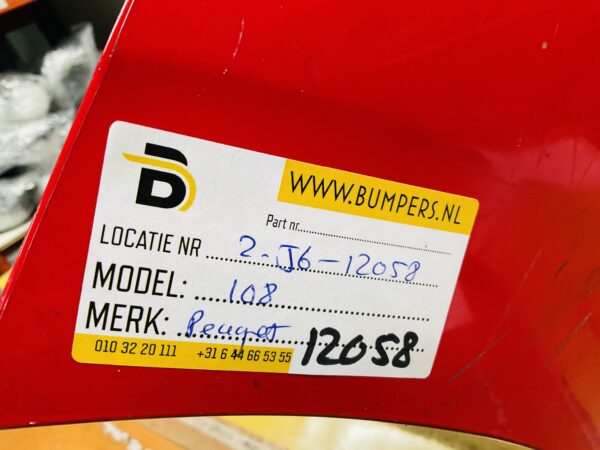 WWW.BUMPERS.NL
Part nr.
LOCATIE NR 2-J6-12058
MODEL: 108
MERK: Peugot
010 32 20 111 +31 6 44 66 53 55 12058